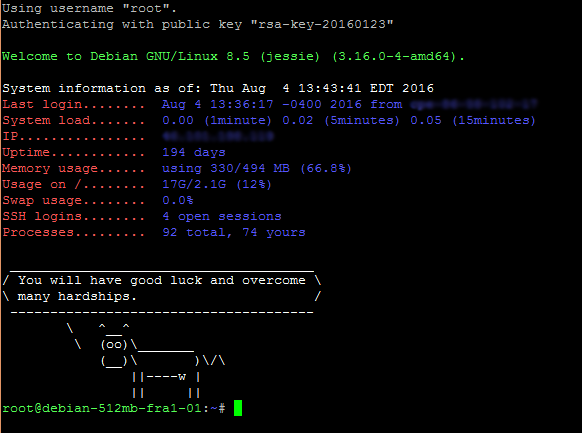 Using username "root".
Authenticating with public key "rsa-key-20160123"
Welcome to Debian GNU/Linux 8.5 (jessie) (3.16.0-4-amd64).
System information as of: Thu Aug  4 13:43:41 EDT 2016
Last login........  Aug 4 13:36:17 -0400 2016 from
System load.......  0.00 (1minute) 0.02 (5minutes) 0.05 (15minutes)
IP................
Uptime............  194 days
Memory usage......  using 330/494 MB (66.8%)
Usage on /........  17G/2.1G (12%)
Swap usage........  0.0%
SSH logins........  4 open sessions
Processes.........  92 total, 74 yours
 ______________________________________
/ You will have good luck and overcome \
\ many hardships.                      /
 --------------------------------------
        \   ^__^
         \  (oo)\_______
            (__)\       )\/\
                ||----w |
                ||     ||
root@debian-512mb-fra1-01:~#